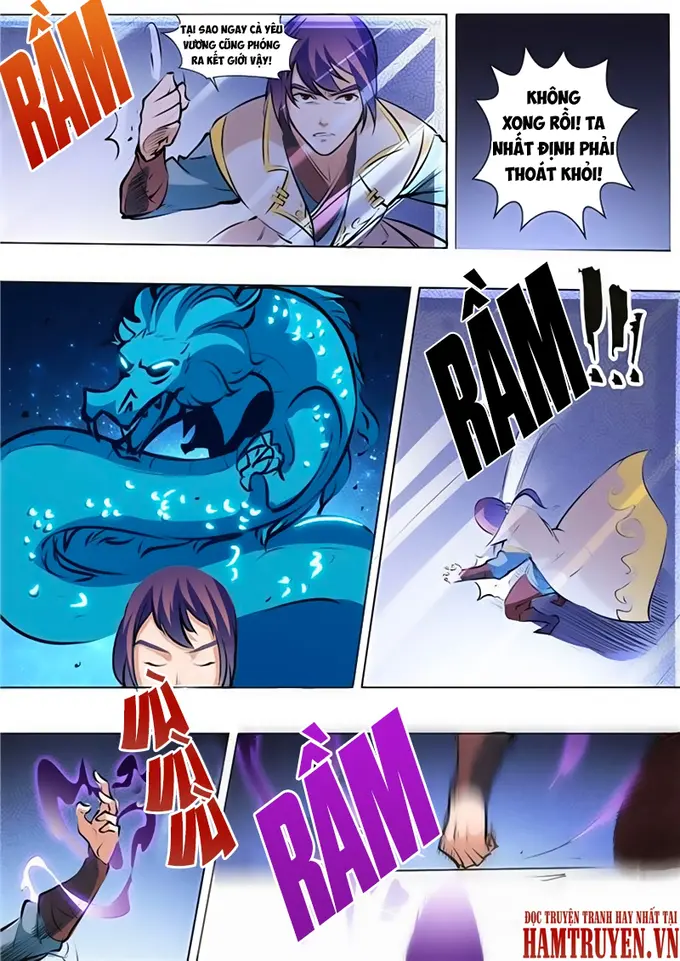 RẦM
TẠI SAO NGAY CẢ YÊU
VƯƠNG CŨNG PHÓNG
RA KẾT GIỚI VẬY!
KHÔNG
XONG RỒI! TA
NHẤT ĐỊNH PHẢI
THOÁT KHỎI!
RẦM!!!
VÙ
VÙ
VÙ
RẦM
ĐỌC TRUYỆN TRANH HAY NHẤT TẠI
HAMTRUYEN.VN